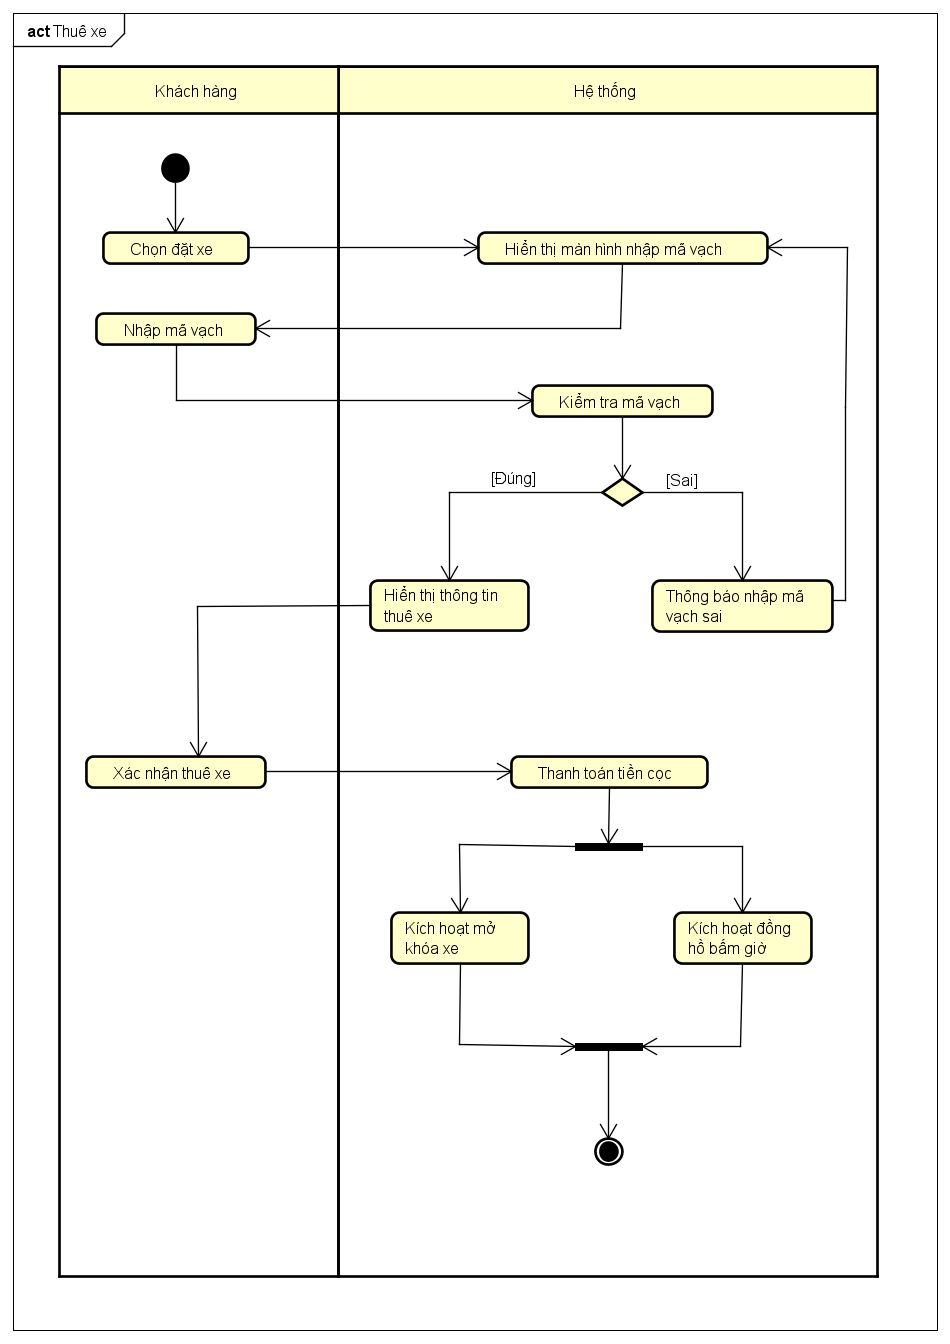 act Thuê xe
Khách hàng
Hệ thống
Chọn đặt xe
Hiển thị màn hình nhập mã vạch
Nhập mã vạch
Kiểm tra mã vạch
[Đúng]
[Sai]
Hiển thị thông tin
thuê xe
Thông báo nhập mã
vạch sai
Xác nhận thuê xe
Thanh toán tiền cọc
Kích hoạt mở
khóa xe
Kích hoạt đồng
hồ bấm giờ